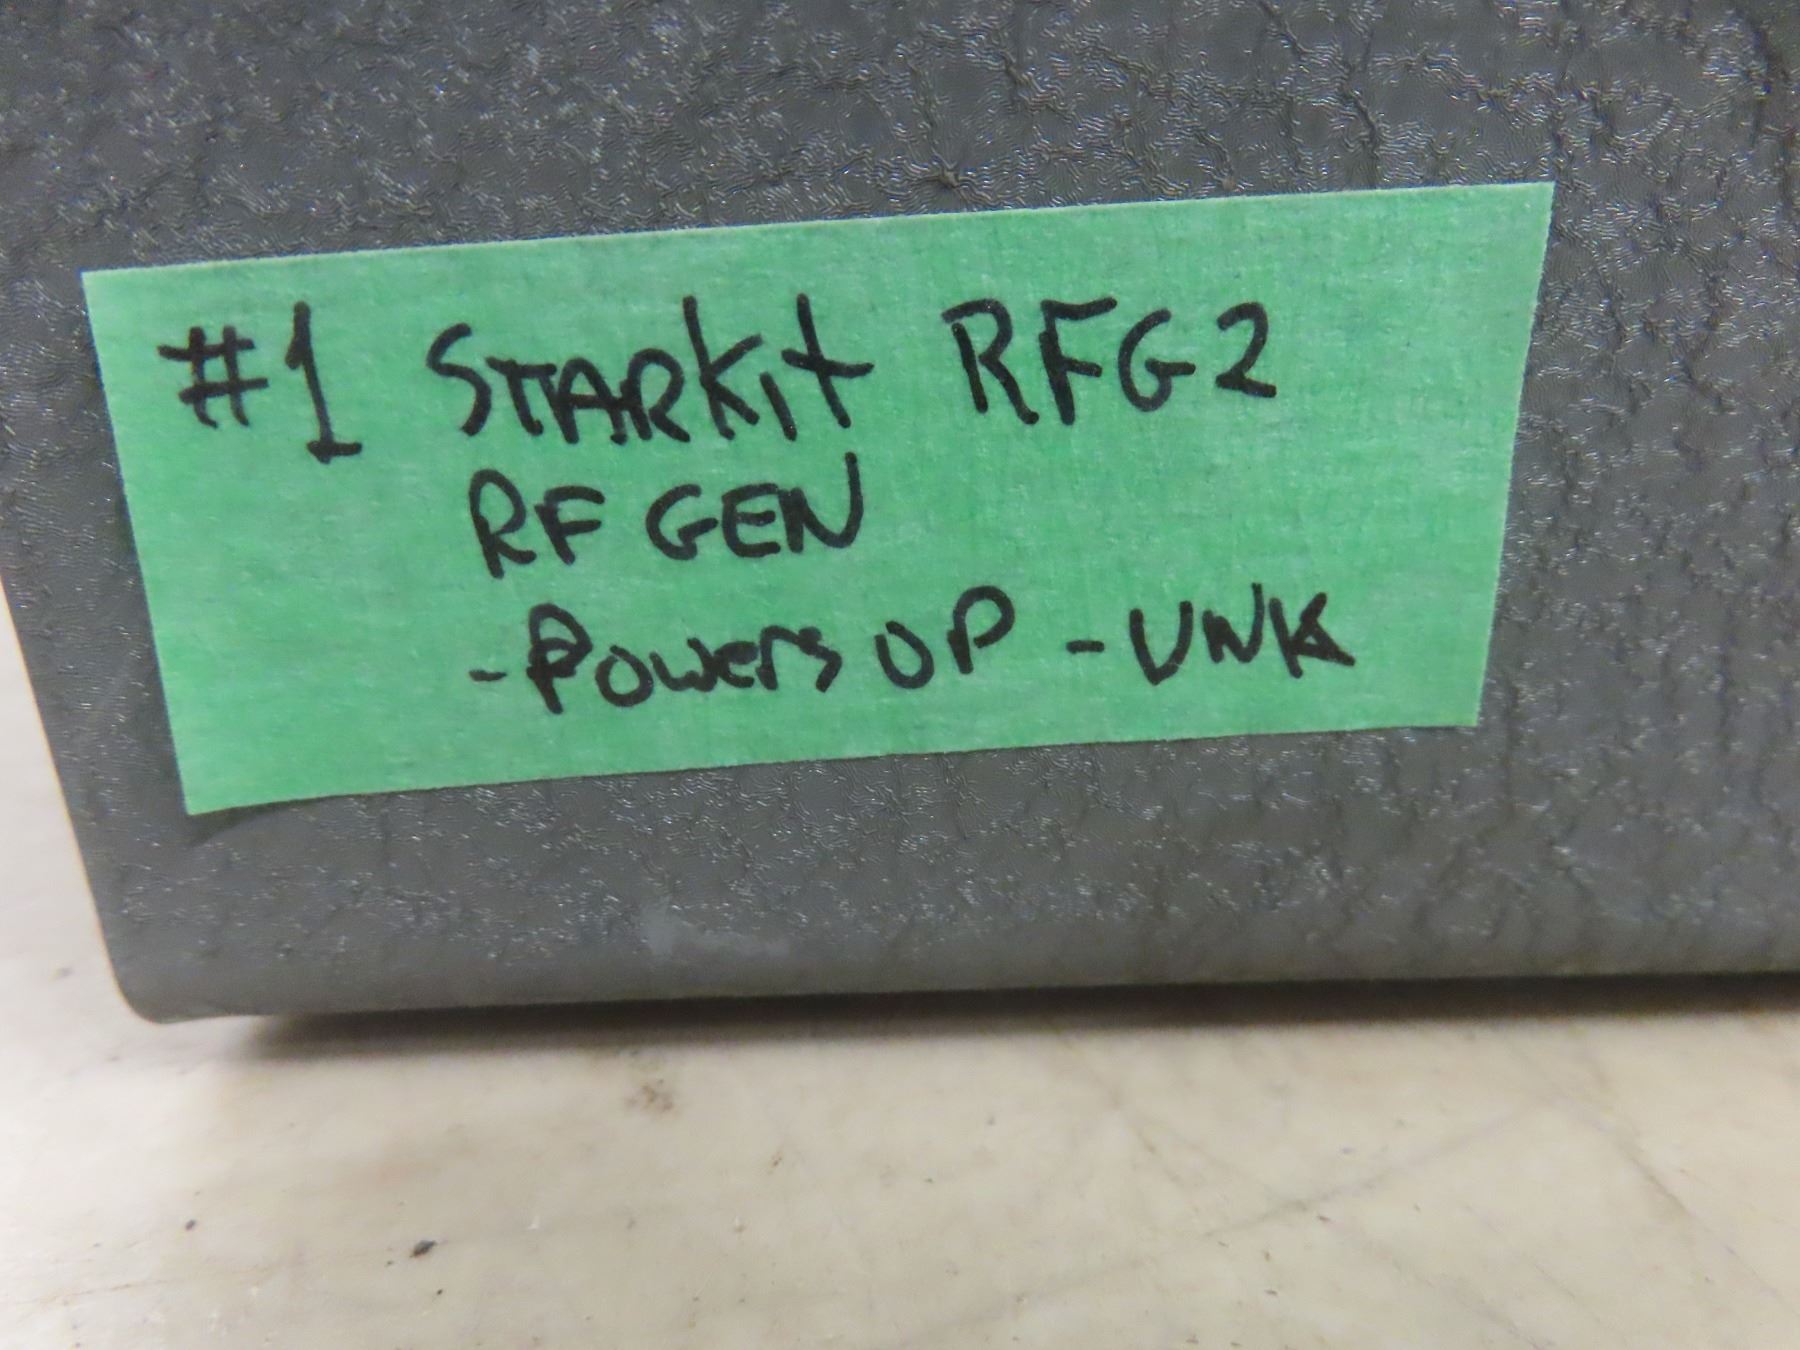 #1 STARKit RFG2
RF GEN
-Powers UP - UNK